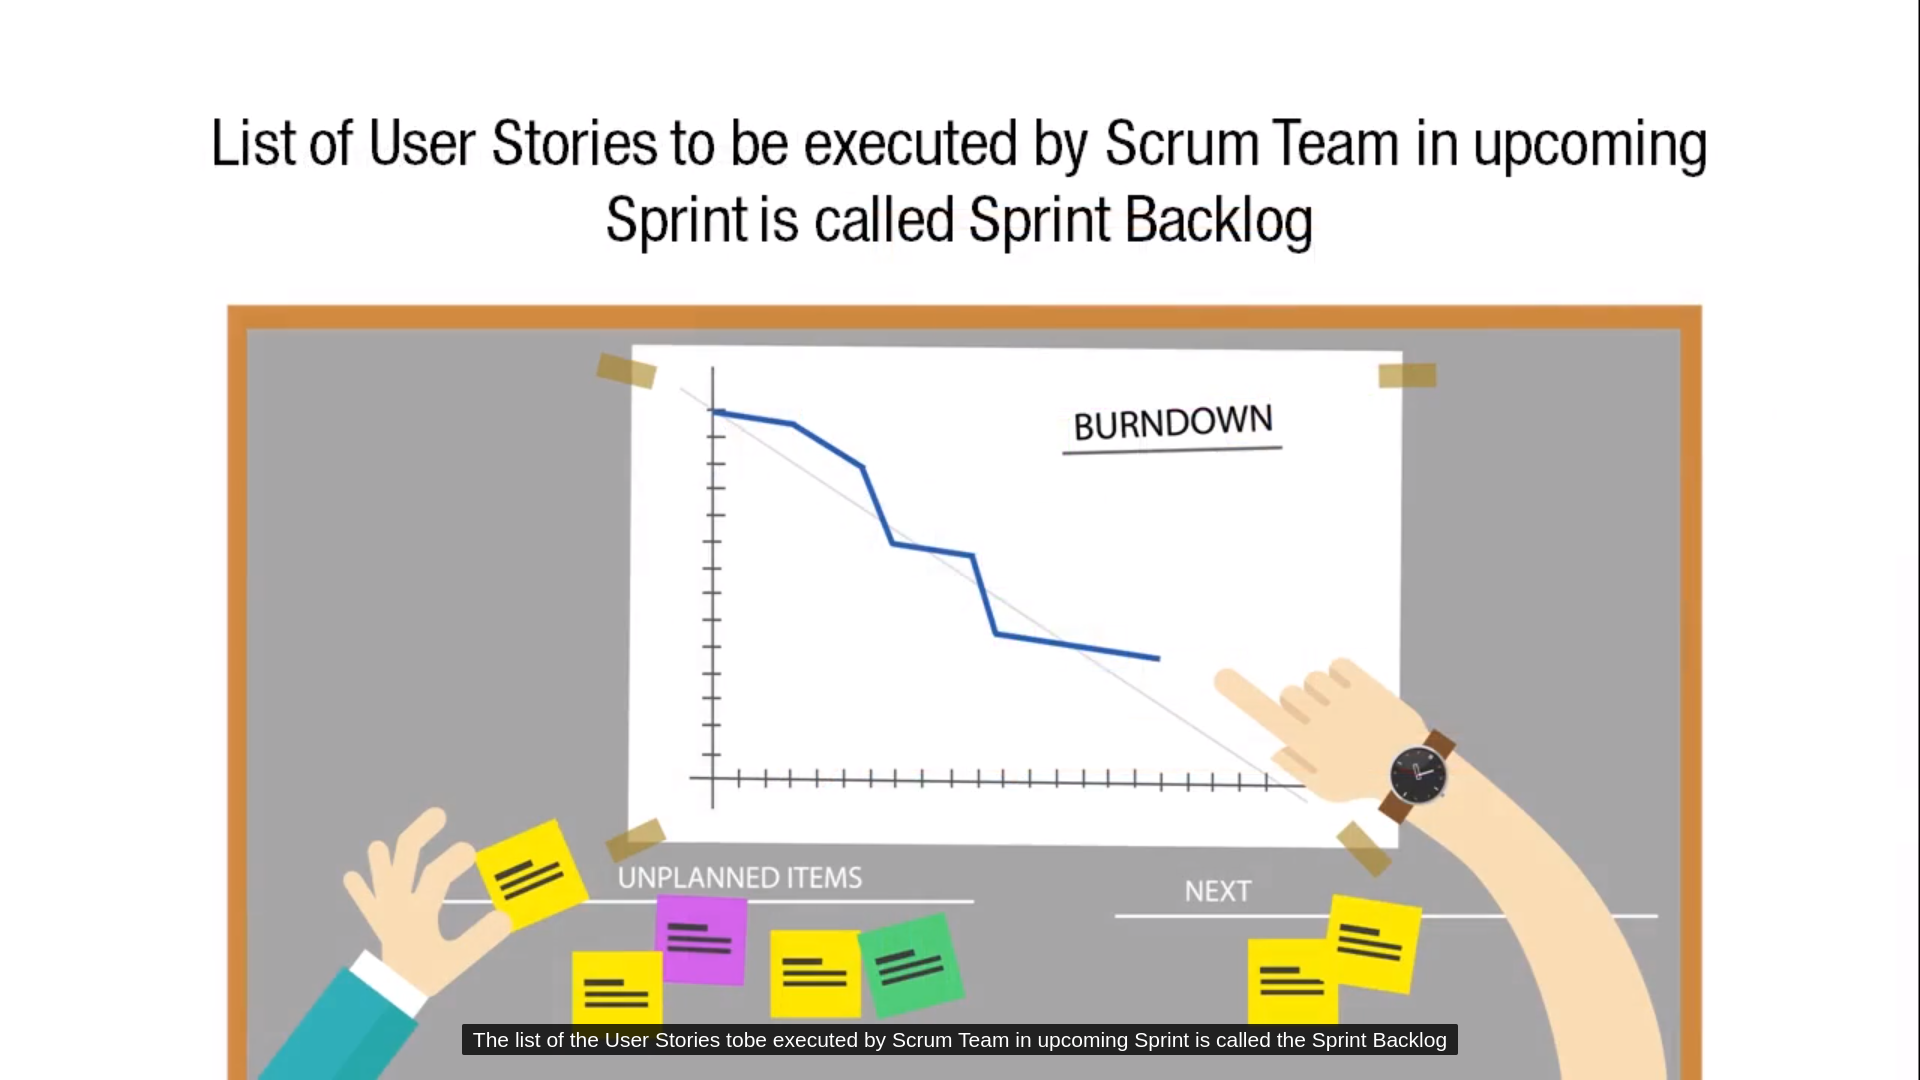 List of User Stories to be executed by Scrum Team in upcoming
Sprint is called Sprint Backlog
BURNDOWN
UNPLANNED ITEMS
NEXT
The list of the User Stories tobe executed by Scrum Team in upcoming Sprint is called the Sprint Backlog